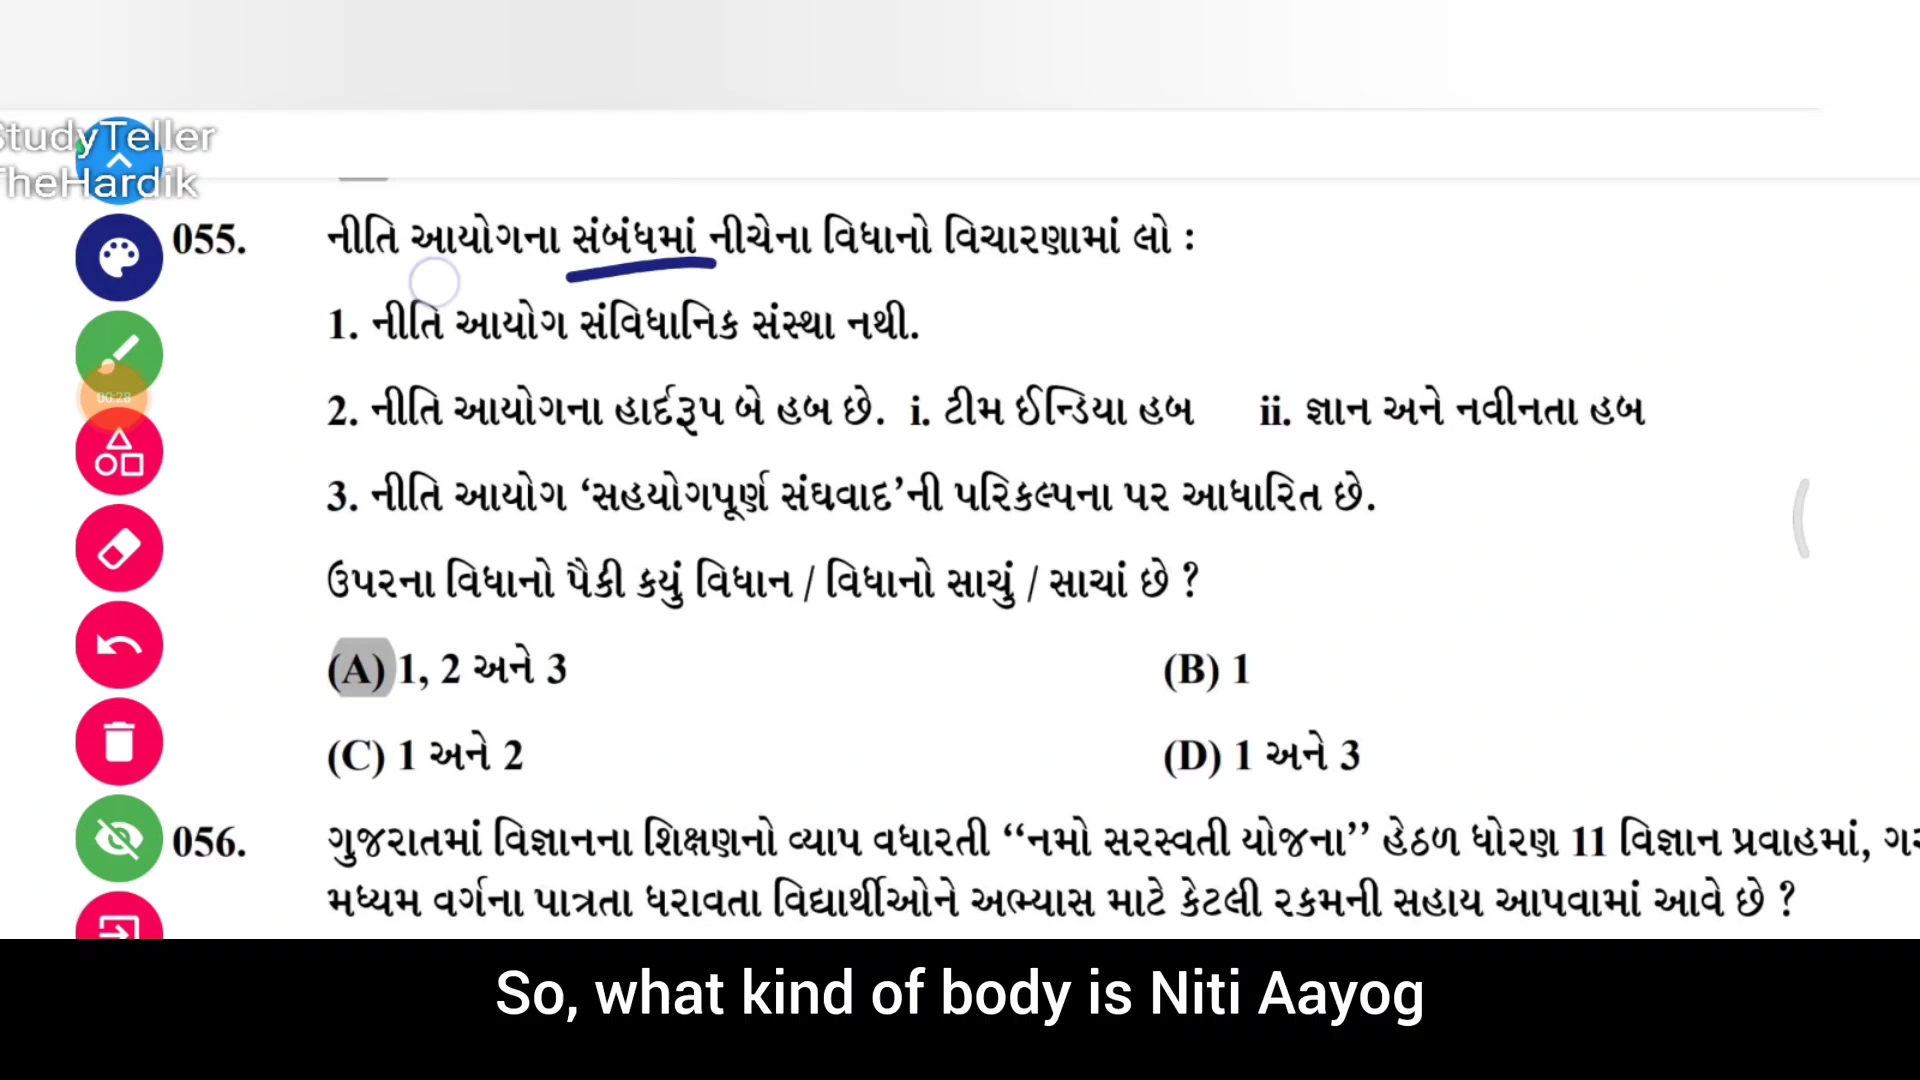 StudyTeller
TheHardik
055. નીતિ આયોગના સંબંધમાં નીચેના વિધાનો વિચારણામાં લો :
1. નીતિ આયોગ સંવિધાનિક સંસ્થા નથી.
00:28
2. નીતિ આયોગના હાર્દરૂપ બે હબ છે. i. ટીમ ઈન્ડિયા હબ ii. જ્ઞાન અને નવીનતા હબ
3. નીતિ આયોગ ‘સહયોગપૂર્ણ સંઘવાદ’ની પરિકલ્પના પર આધારિત છે.
ઉપરના વિધાનો પૈકી કયું વિધાન / વિધાનો સાચું / સાચાં છે ?
(A) 1, 2 અને 3 (B) 1
(C) 1 અને 2 (D) 1 અને 3
056. ગુજરાતમાં વિજ્ઞાનના શિક્ષણનો વ્યાપ વધારતી “નમો સરસ્વતી યોજના” હેઠળ ધોરણ 11 વિજ્ઞાન પ્રવાહમાં,
મધ્યમ વર્ગના પાત્રતા ધરાવતા વિદ્યાર્થીઓને અભ્યાસ માટે કેટલી રકમની સહાય આપવામાં આવે છે ?
So, what kind of body is Niti Aayog